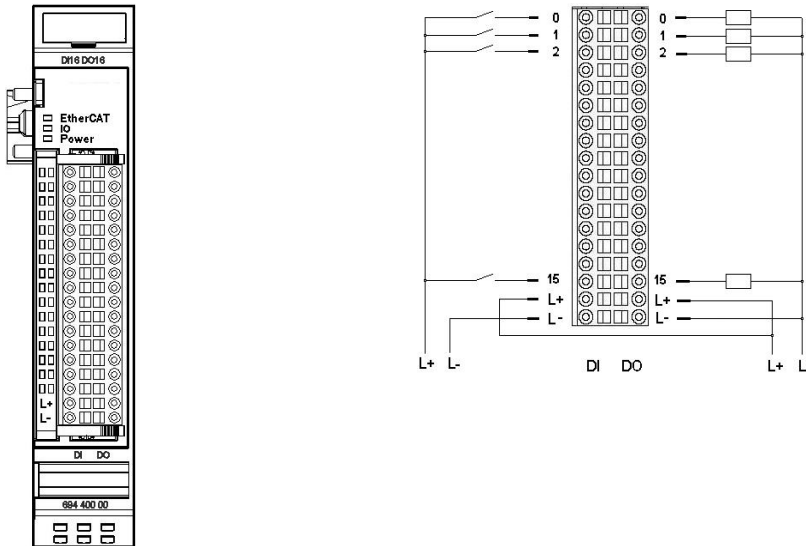 DI16 DO16
EtherCAT
IO
Power
L+
L-
DI DO
694 400 00
0 0
1 1
2 2
15 15
L+ L+
L- L-
L+ L- DI DO L+ L